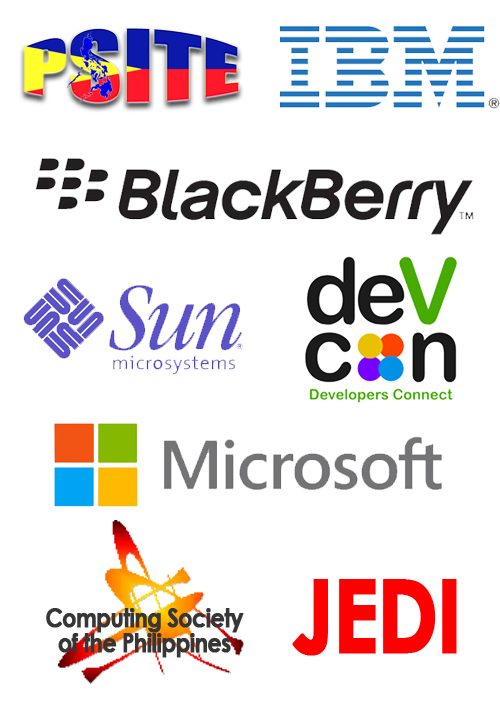 PSITE
IBM®
BlackBerry™
Sun®
microsystems
deV
con
Developers Connect
Microsoft
Computing Society
of the Philippines
JEDI